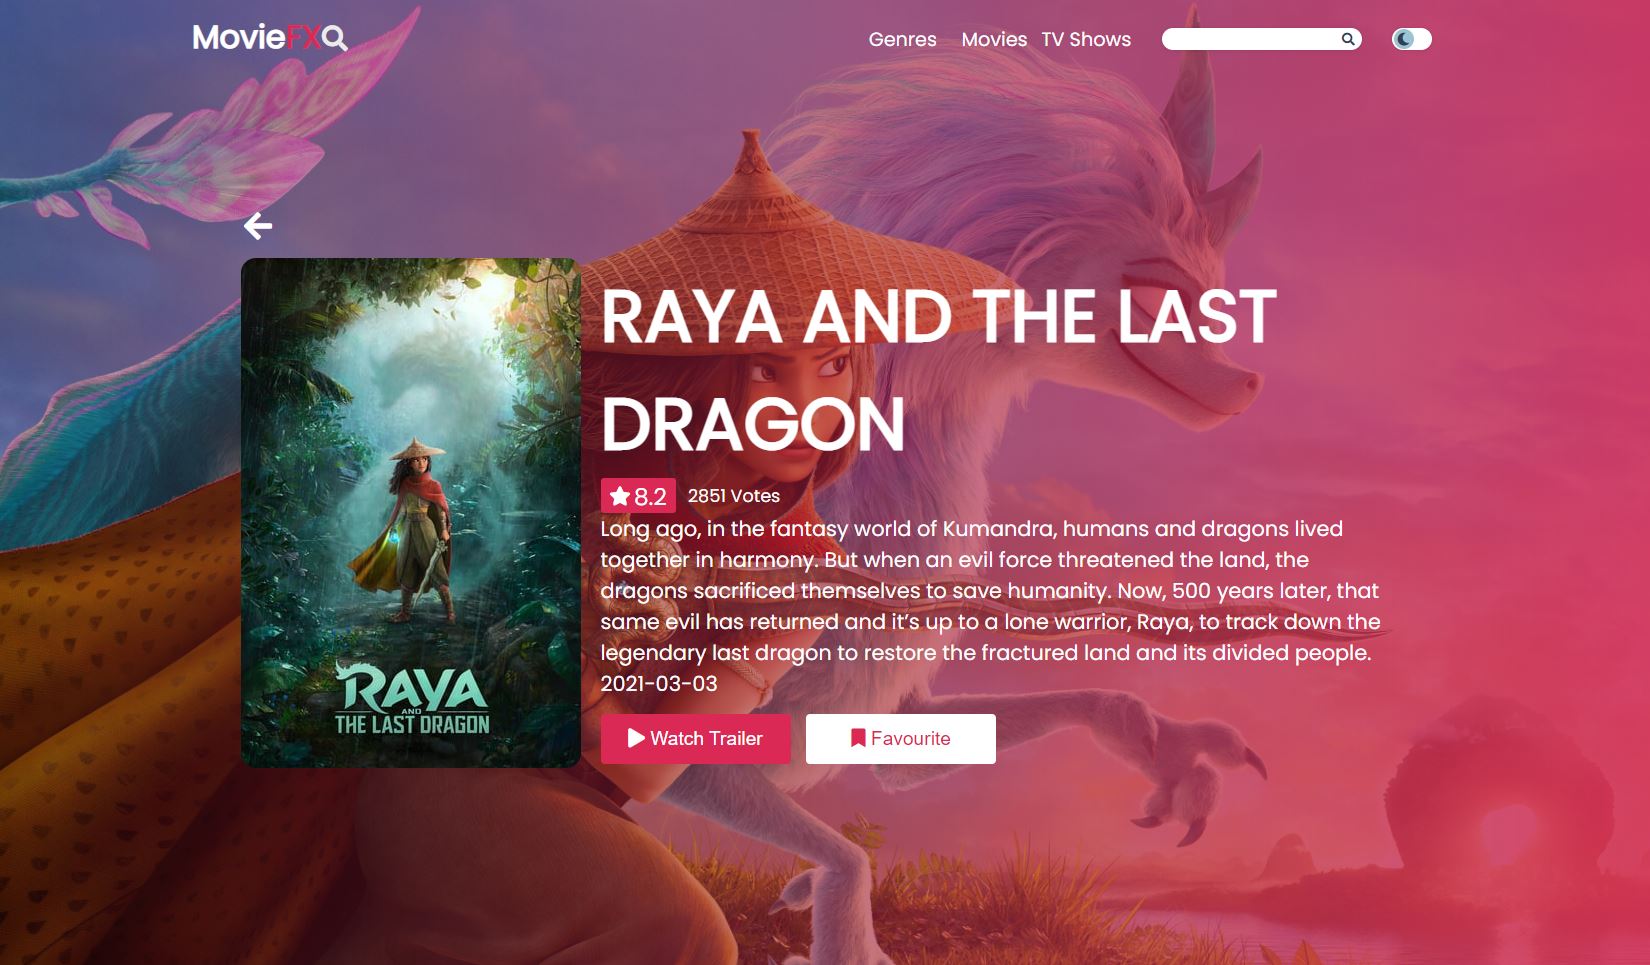 MovieFX
Genres Movies TV Shows
RAYA AND THE LAST
DRAGON
8.2 2851 Votes
Long ago, in the fantasy world of Kumandra, humans and dragons lived
together in harmony. But when an evil force threatened the land, the
dragons sacrificed themselves to save humanity. Now, 500 years later, that
same evil has returned and it’s up to a lone warrior, Raya, to track down the
legendary last dragon to restore the fractured land and its divided people.
2021-03-03
Watch Trailer Favourite
RAYA
AND
THE LAST DRAGON